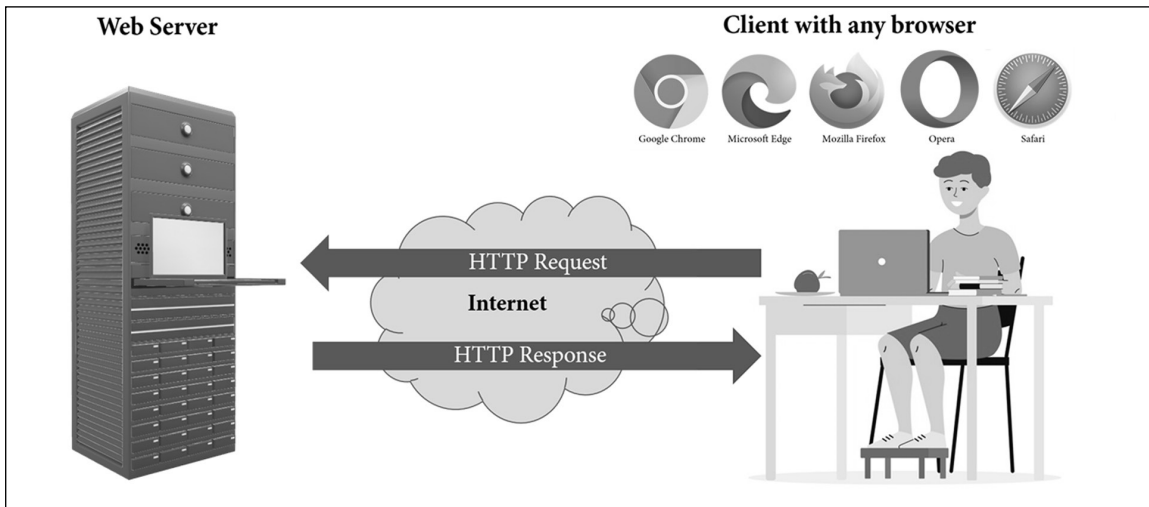 Web Server
Client with any browser
Google Chrome
Microsoft Edge
Mozilla Firefox
Opera
Safari
HTTP Request
Internet
HTTP Response